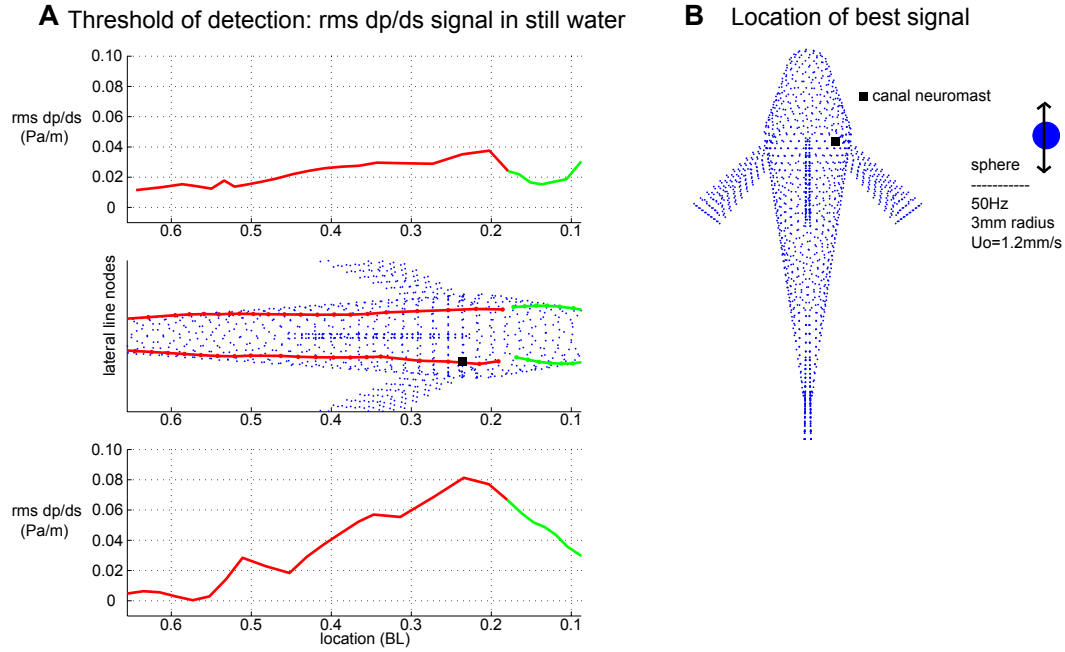 A Threshold of detection: rms dp/ds signal in still water
0.10
0.08
0.06
0.04
0.02
0
rms dp/ds
(Pa/m)
0.6 0.5 0.4 0.3 0.2 0.1
lateral line nodes
0.6 0.5 0.4 0.3 0.2 0.1
0.10
0.08
0.06
0.04
0.02
0
rms dp/ds
(Pa/m)
0.6 0.5 0.4 0.3 0.2 0.1
location (BL)
B Location of best signal
canal neuromast
sphere
-----------
50Hz
3mm radius
Uo=1.2mm/s